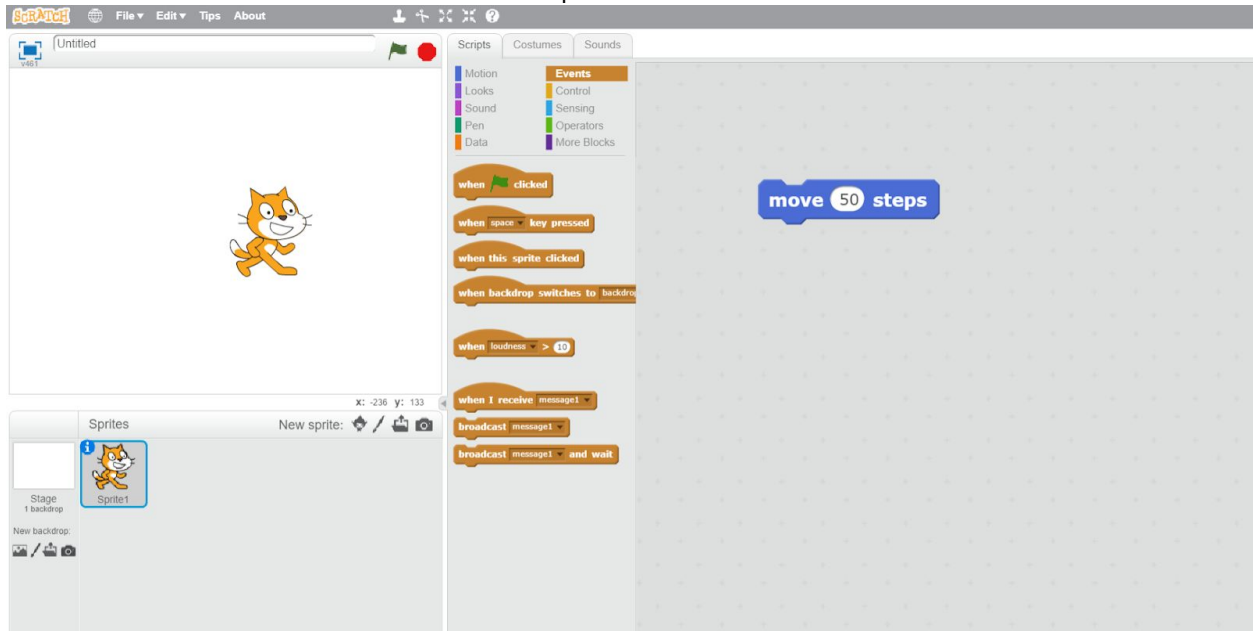 SCRATCH File Edit Tips About
Untitled
v461
Scripts Costumes Sounds
Motion Events
Looks Control
Sound Sensing
Pen Operators
Data More Blocks
when clicked
when space key pressed
when this sprite clicked
when backdrop switches to backdrop
when loudness > 10
when I receive message1
broadcast message1
broadcast message1 and wait
move 50 steps
x: -236 y: 133
Sprites New sprite:
Stage
1 backdrop
Sprite1
New backdrop: